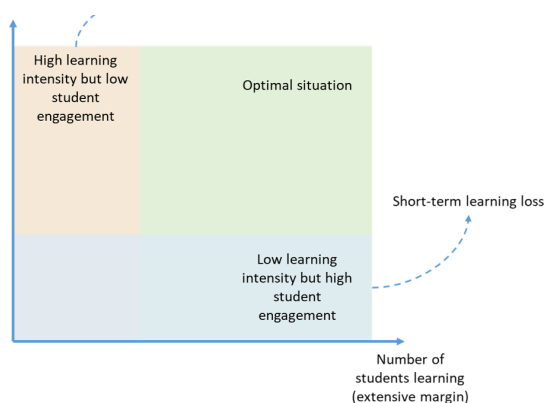 High learning
intensity but low
student
engagement
Optimal situation
Short-term learning loss
Low learning
intensity but high
student
engagement
Number of
students learning
(extensive margin)